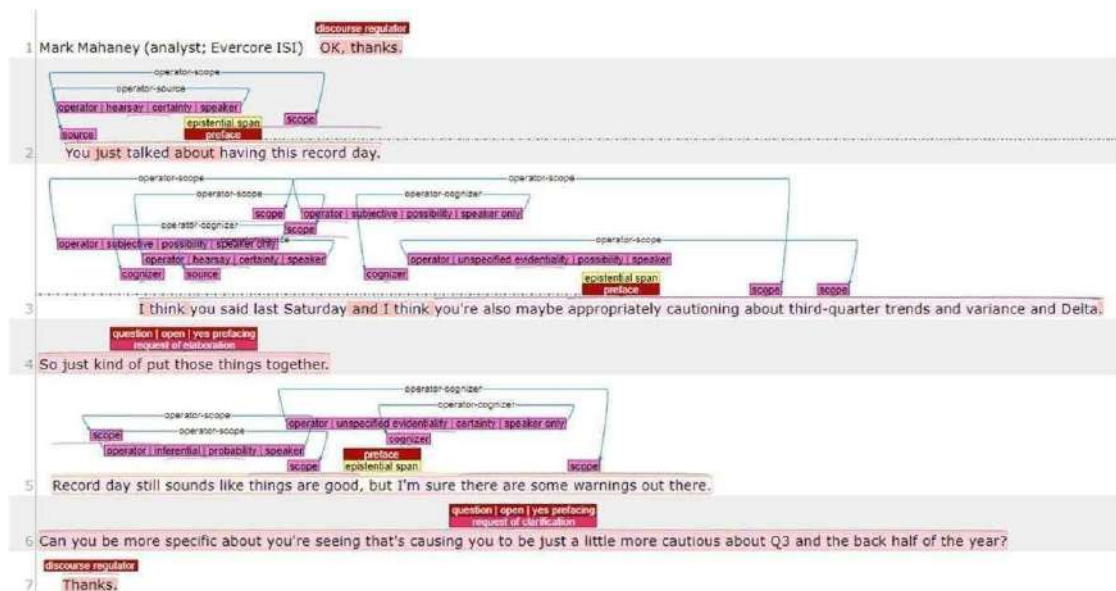 discourse regulator
1 Mark Mahaney (analyst; Evercore ISI) OK, thanks.
operator-scope
operator-source
operator | hearsay | certainty | speaker
scope
epistential span
source
preface
2 You just talked about having this record day.
operator-scope operator-scope
operator-scope operator-cognizer
scope operator | subjective | possibility | speaker only
operator-cognizer scope
operator | subjective | possibility | speaker only operator-scope
operator | hearsay | certainty | speaker operator | unspecified evidentiality | possibility | speaker
cognizer source cognizer epistential span
preface scope scope
3 I think you said last Saturday and I think you're also maybe appropriately cautioning about third-quarter trends and variance and Delta.
question | open | yes prefacing
request of elaboration
4 So just kind of put those things together.
operator-cognizer
operator-cognizer
operator-scope
operator | unspecified evidentiality | certainty | speaker only
scope operator-scope cognizer
operator | inferential | probability | speaker preface
scope epistential span scope
5 Record day still sounds like things are good, but I'm sure there are some warnings out there.
question | open | yes prefacing
request of clarification
6 Can you be more specific about you're seeing that's causing you to be just a little more cautious about Q3 and the back half of the year?
discourse regulator
7 Thanks.